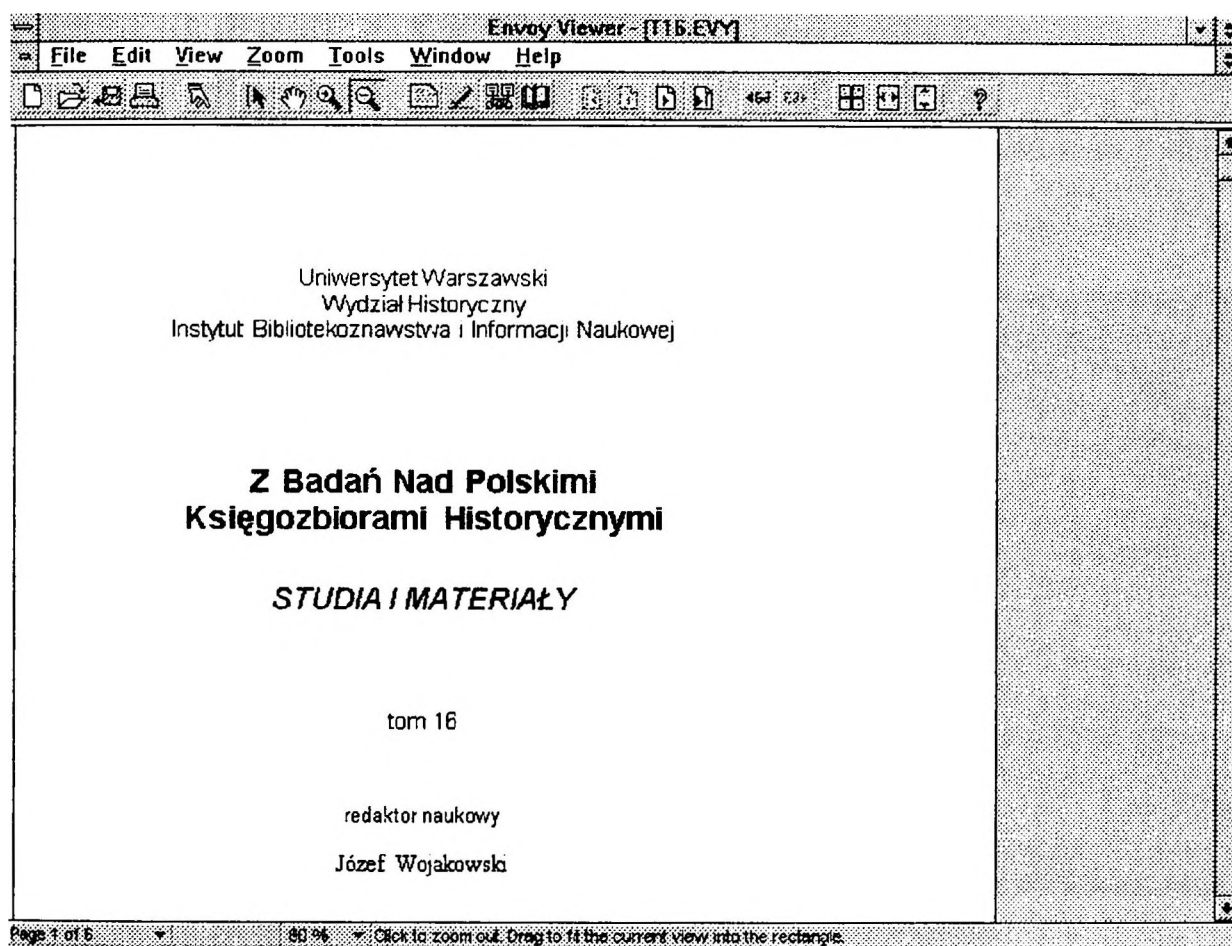 Envoy Viewer - [T16.EVY]
File Edit View Zoom Tools Window Help
Uniwersytet Warszawski
Wydział Historyczny
Instytut Bibliotekoznawstwa i Informacji Naukowej
Z Badań Nad Polskimi
Księgozbiorami Historycznymi
STUDIA I MATERIAŁY
tom 16
redaktor naukowy
Józef Wojakowski
Page 1 of 6 80 % Click to zoom out. Drag to fit the current view into the rectangle.